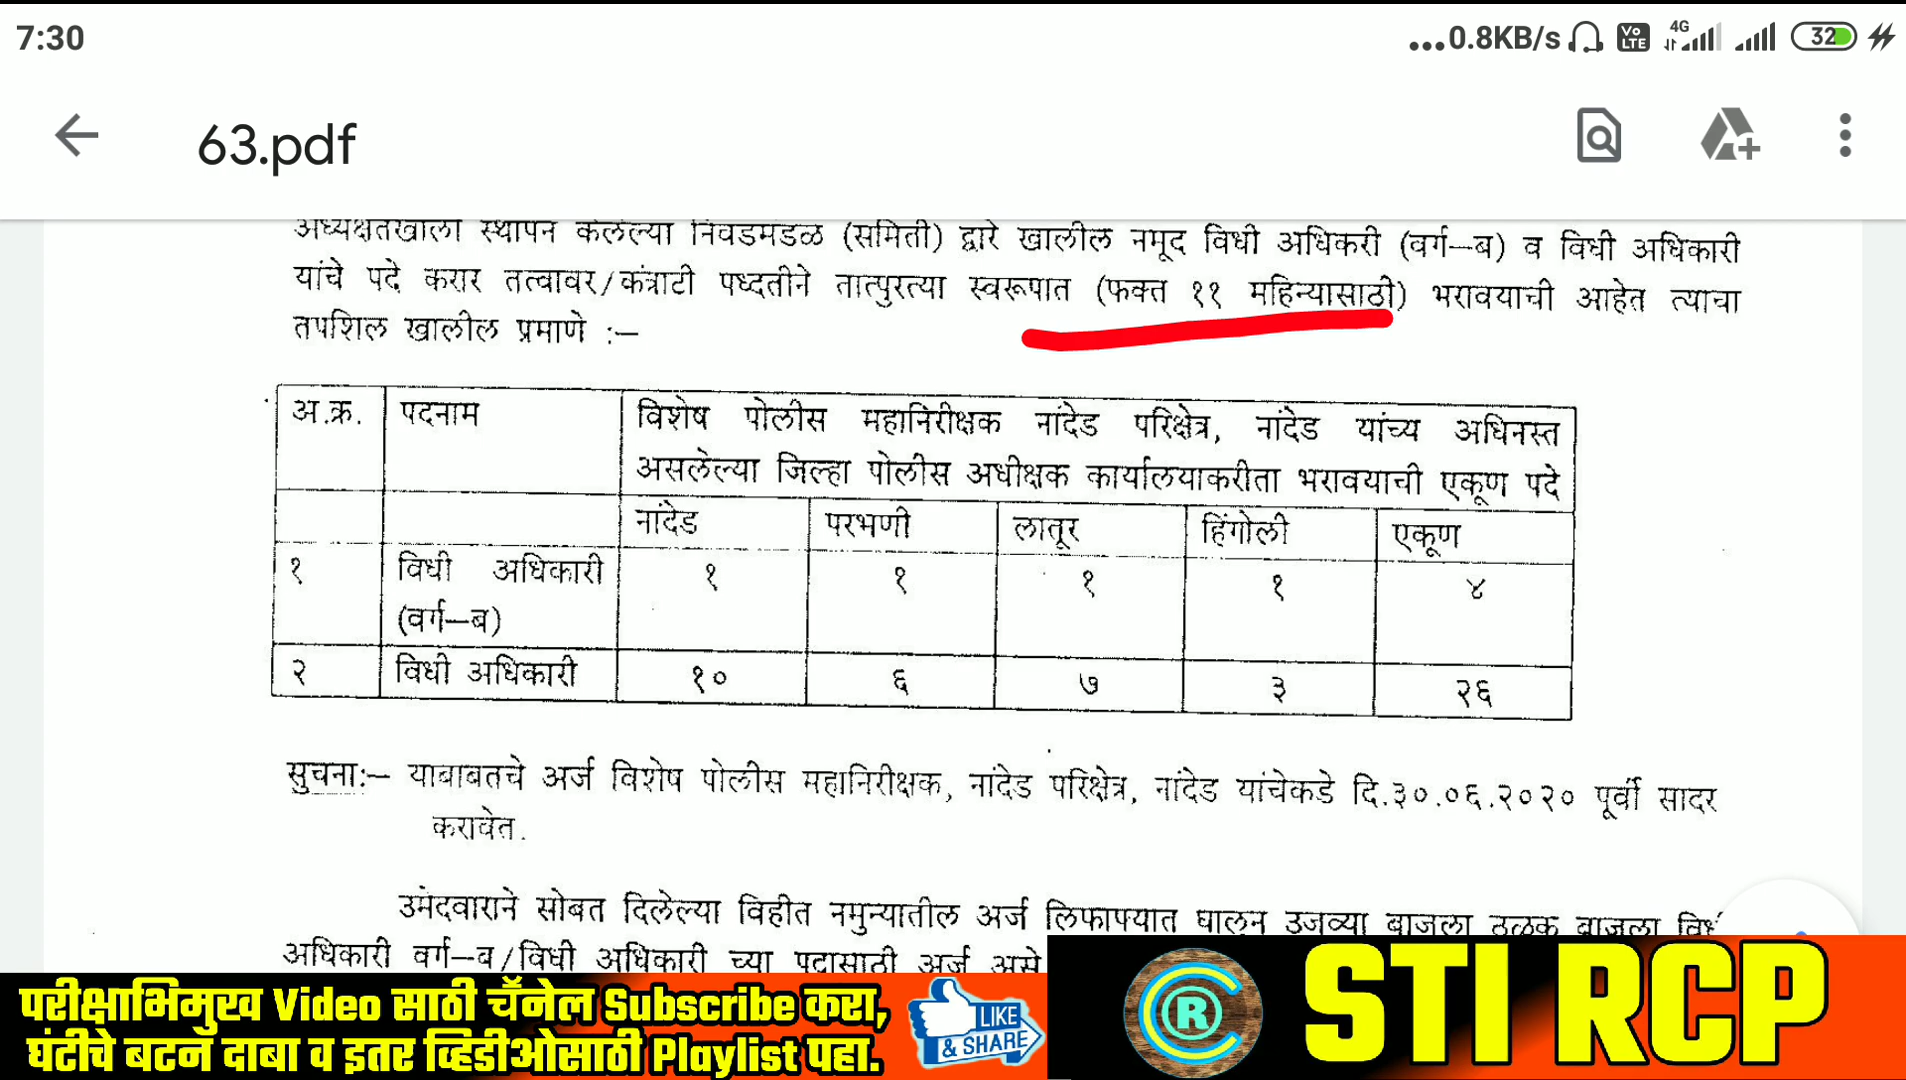 7:30
...0.8KB/s Vo LTE 4G 32
63.pdf
अध्यक्षतेखाली स्थापन केलेल्या निवडमंडळ (समिती) द्वारे खालील नमूद विधी अधिकरी (वर्ग–ब) व विधी अधिकारी
यांचे पदे करार तत्वावर/कंत्राटी पध्दतीने तात्पुरत्या स्वरूपात (फक्त ११ महिन्यासाठी) भरावयाची आहेत त्याचा
तपशिल खालील प्रमाणे :–
अ.क्र. पदनाम विशेष पोलीस महानिरीक्षक नांदेड परिक्षेत्र, नांदेड यांच्य अधिनस्त
असलेल्या जिल्हा पोलीस अधीक्षक कार्यालयाकरीता भरावयाची एकूण पदे
नांदेड परभणी लातूर हिंगोली एकूण
१ विधी अधिकारी १ १ १ १ ४
(वर्ग–ब)
२ विधी अधिकारी १० ६ ७ ३ २६
सुचना:– याबाबतचे अर्ज विशेष पोलीस महानिरीक्षक, नांदेड परिक्षेत्र, नांदेड यांचेकडे दि.३०.०६.२०२० पूर्वी सादर
करावेत.
उमेदवाराने सोबत दिलेल्या विहीत नमुन्यातील अर्ज लिफाफ्यात घालून उजव्या बाजूला ठळक बाजूला
अधिकारी वर्ग–ब/विधी अधिकारी च्या पदासाठी अर्ज असे
परीक्षाभिमुख Video साठी चॅनेल Subscribe करा,
घंटीचे बटन दाबा व इतर व्हिडीओसाठी Playlist पहा.
LIKE
& SHARE
R
STI RCP